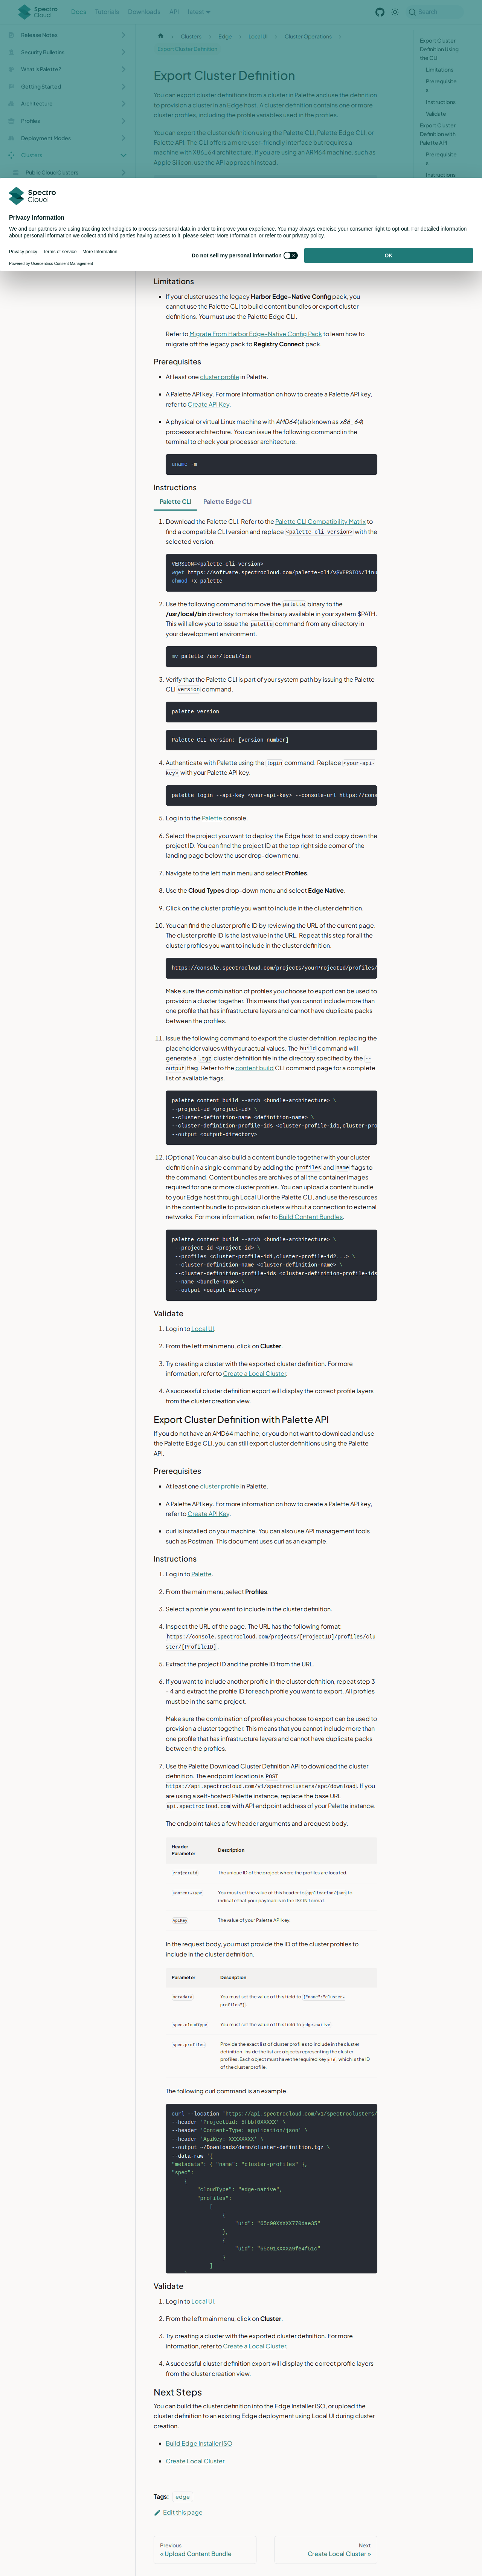 Spectro Cloud
Docs Tutorials Downloads API latest
Search
Release Notes
Security Bulletins
What is Palette?
Getting Started
Architecture
Profiles
Deployment Modes
Clusters
Public Cloud Clusters
Clusters Edge Local UI Cluster Operations
Export Cluster Definition
Export Cluster Definition
You can export cluster definitions from a cluster in Palette and use the definition
to provision a cluster in an Edge host. A cluster definition contains one or more
cluster profiles, including the profile variables used in the profiles.
You can export the cluster definition using the Palette CLI, Palette Edge CLI, or
Palette API. The CLI offers a more user-friendly interface but requires a
machine with X86_64 architecture. If you are using an ARM64 machine, such as
Apple Silicon, use the API approach instead.
Export Cluster
Definition Using
the CLI
Limitations
Prerequisite
s
Instructions
Validate
Export Cluster
Definition with
Palette API
Prerequisite
s
Instructions
Spectro Cloud
Privacy Information
We and our partners are using tracking technologies to process personal data in order to improve your experience. You may always exercise your consumer right to opt-out. For detailed information
about personal information we collect and third parties having access to it, please select 'More Information' or refer to our privacy policy.
Privacy policy Terms of service More Information
Powered by Usercentrics Consent Management
Do not sell my personal information
OK
Limitations
If your cluster uses the legacy Harbor Edge-Native Config pack, you
cannot use the Palette CLI to build content bundles or export cluster
definitions. You must use the Palette Edge CLI.
Refer to Migrate From Harbor Edge-Native Config Pack to learn how to
migrate off the legacy pack to Registry Connect pack.
Prerequisites
At least one cluster profile in Palette.
A Palette API key. For more information on how to create a Palette API key,
refer to Create API Key.
A physical or virtual Linux machine with AMD64 (also known as x86_64)
processor architecture. You can issue the following command in the
terminal to check your processor architecture.
uname -m
Instructions
Palette CLI Palette Edge CLI
1. Download the Palette CLI. Refer to the Palette CLI Compatibility Matrix to
find a compatible CLI version and replace <palette-cli-version> with the
selected version.
VERSION=<palette-cli-version>
wget https://software.spectrocloud.com/palette-cli/v$VERSION/linu
chmod +x palette
2. Use the following command to move the palette binary to the
/usr/local/bin directory to make the binary available in your system $PATH.
This will allow you to issue the palette command from any directory in
your development environment.
mv palette /usr/local/bin
3. Verify that the Palette CLI is part of your system path by issuing the Palette
CLI version command.
palette version
Palette CLI version: [version number]
4. Authenticate with Palette using the login command. Replace <your-api-
key> with your Palette API key.
palette login --api-key <your-api-key> --console-url https://cons
5. Log in to the Palette console.
6. Select the project you want to deploy the Edge host to and copy down the
project ID. You can find the project ID at the top right side corner of the
landing page below the user drop-down menu.
7. Navigate to the left main menu and select Profiles.
8. Use the Cloud Types drop-down menu and select Edge Native.
9. Click on the cluster profile you want to include in the cluster definition.
10. You can find the cluster profile ID by reviewing the URL of the current page.
The cluster profile ID is the last value in the URL. Repeat this step for all the
cluster profiles you want to include in the cluster definition.
https://console.spectrocloud.com/projects/yourProjectId/profiles/
Make sure the combination of profiles you choose to export can be used to
provision a cluster together. This means that you cannot include more than
one profile that has infrastructure layers and cannot have duplicate packs
between the profiles.
11. Issue the following command to export the cluster definition, replacing the
placeholder values with your actual values. The build command will
generate a .tgz cluster definition file in the directory specified by the --
output flag. Refer to the content build CLI command page for a complete
list of available flags.
palette content build --arch <bundle-architecture> \
--project-id <project-id> \
--cluster-definition-name <definition-name> \
--cluster-definition-profile-ids <cluster-profile-id1,cluster-pro
--output <output-directory>
12. (Optional) You can also build a content bundle together with your cluster
definition in a single command by adding the profiles and name flags to
the command. Content bundles are archives of all the container images
required for one or more cluster profiles. You can upload a content bundle
to your Edge host through Local UI or the Palette CLI, and use the resources
in the content bundle to provision clusters without a connection to external
networks. For more information, refer to Build Content Bundles.
palette content build --arch <bundle-architecture> \
--project-id <project-id> \
--profiles <cluster-profile-id1,cluster-profile-id2...> \
--cluster-definition-name <cluster-definition-name> \
--cluster-definition-profile-ids <cluster-definition-profile-ids
--name <bundle-name> \
--output <output-directory>
Validate
1. Log in to Local UI.
2. From the left main menu, click on Cluster.
3. Try creating a cluster with the exported cluster definition. For more
information, refer to Create a Local Cluster.
4. A successful cluster definition export will display the correct profile layers
from the cluster creation view.
Export Cluster Definition with Palette API
If you do not have an AMD64 machine, or you do not want to download and use
the Palette Edge CLI, you can still export cluster definitions using the Palette
API.
Prerequisites
At least one cluster profile in Palette.
A Palette API key. For more information on how to create a Palette API key,
refer to Create API Key.
curl is installed on your machine. You can also use API management tools
such as Postman. This document uses curl as an example.
Instructions
1. Log in to Palette.
2. From the main menu, select Profiles.
3. Select a profile you want to include in the cluster definition.
4. Inspect the URL of the page. The URL has the following format:
https://console.spectrocloud.com/projects/[ProjectID]/profiles/clu
ster/[ProfileID].
5. Extract the project ID and the profile ID from the URL.
6. If you want to include another profile in the cluster definition, repeat step 3
- 4 and extract the profile ID for each profile you want to export. All profiles
must be in the same project.
Make sure the combination of profiles you choose to export can be used to
provision a cluster together. This means that you cannot include more than
one profile that has infrastructure layers and cannot have duplicate packs
between the profiles.
7. Use the Palette Download Cluster Definition API to download the cluster
definition. The endpoint location is POST
https://api.spectrocloud.com/v1/spectroclusters/spc/download. If you
are using a self-hosted Palette instance, replace the base URL
api.spectrocloud.com with API endpoint address of your Palette instance.
The endpoint takes a few header arguments and a request body.
Header Parameter Description
ProjectUid The unique ID of the project where the profiles are located.
Content-Type You must set the value of this header to application/json to
indicate that your payload is in the JSON format.
ApiKey The value of your Palette API key.
In the request body, you must provide the ID of the cluster profiles to
include in the cluster definition.
Parameter Description
metadata You must set the value of this field to {"name":"cluster-
profiles"}.
spec.cloudType You must set the value of this field to edge-native.
spec.profiles Provide the exact list of cluster profiles to include in the cluster
definition. Inside the list are objects representing the cluster
profiles. Each object must have the required key uid, which is the ID
of the cluster profile.
The following curl command is an example.
curl --location 'https://api.spectrocloud.com/v1/spectroclusters/
--header 'ProjectUid: 5fbbf0XXXXX' \
--header 'Content-Type: application/json' \
--header 'ApiKey: XXXXXXXX' \
--output ~/Downloads/demo/cluster-definition.tgz \
--data-raw '{
"metadata": { "name": "cluster-profiles" },
"spec":
{
"cloudType": "edge-native",
"profiles":
[
{
"uid": "65c90XXXXX770dae35"
},
{
"uid": "65c91XXXXa9fe4f51c"
}
]
Validate
1. Log in to Local UI.
2. From the left main menu, click on Cluster.
3. Try creating a cluster with the exported cluster definition. For more
information, refer to Create a Local Cluster.
4. A successful cluster definition export will display the correct profile layers
from the cluster creation view.
Next Steps
You can build the cluster definition into the Edge Installer ISO, or upload the
cluster definition to an existing Edge deployment using Local UI during cluster
creation.
Build Edge Installer ISO
Create Local Cluster
Tags: edge
Edit this page
Previous
« Upload Content Bundle
Next
Create Local Cluster »